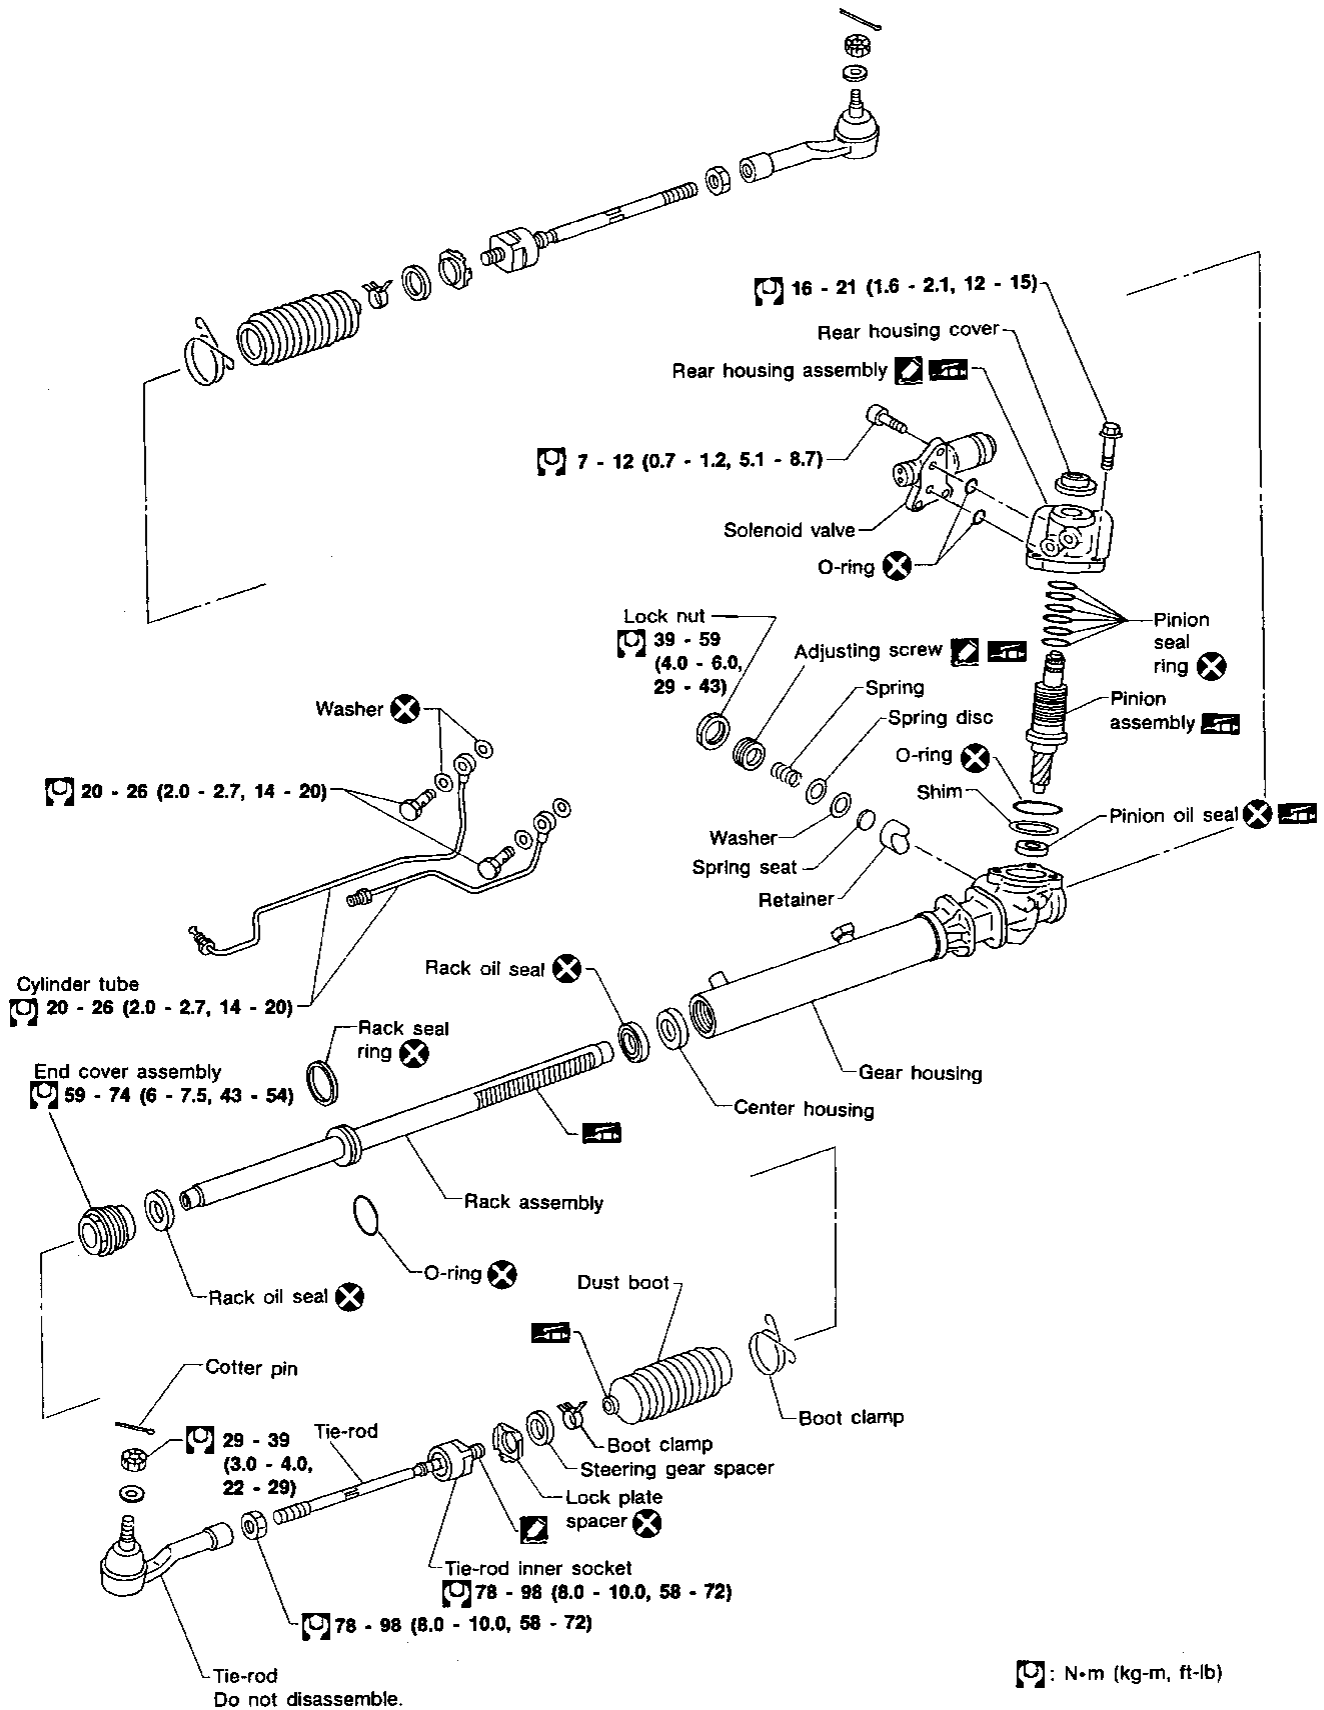 16 - 21 (1.6 - 2.1, 12 - 15)
Rear housing cover
Rear housing assembly
7 - 12 (0.7 - 1.2, 5.1 - 8.7)
Solenoid valve
O-ring
Lock nut
39 - 59
(4.0 - 6.0,
29 - 43)
Adjusting screw
Pinion
seal
ring
Spring
Spring disc
Pinion
assembly
Washer
O-ring
20 - 26 (2.0 - 2.7, 14 - 20)
Shim
Pinion oil seal
Washer
Spring seat
Retainer
Rack oil seal
Cylinder tube
20 - 26 (2.0 - 2.7, 14 - 20)
Rack seal
ring
End cover assembly
59 - 74 (6 - 7.5, 43 - 54)
Gear housing
Center housing
Rack assembly
O-ring
Rack oil seal
Dust boot
Cotter pin
Boot clamp
29 - 39
(3.0 - 4.0,
22 - 29)
Tie-rod
Boot clamp
Steering gear spacer
Lock plate
spacer
Tie-rod inner socket
78 - 98 (8.0 - 10.0, 58 - 72)
78 - 98 (8.0 - 10.0, 58 - 72)
Tie-rod
Do not disassemble.
: N•m (kg-m, ft-lb)